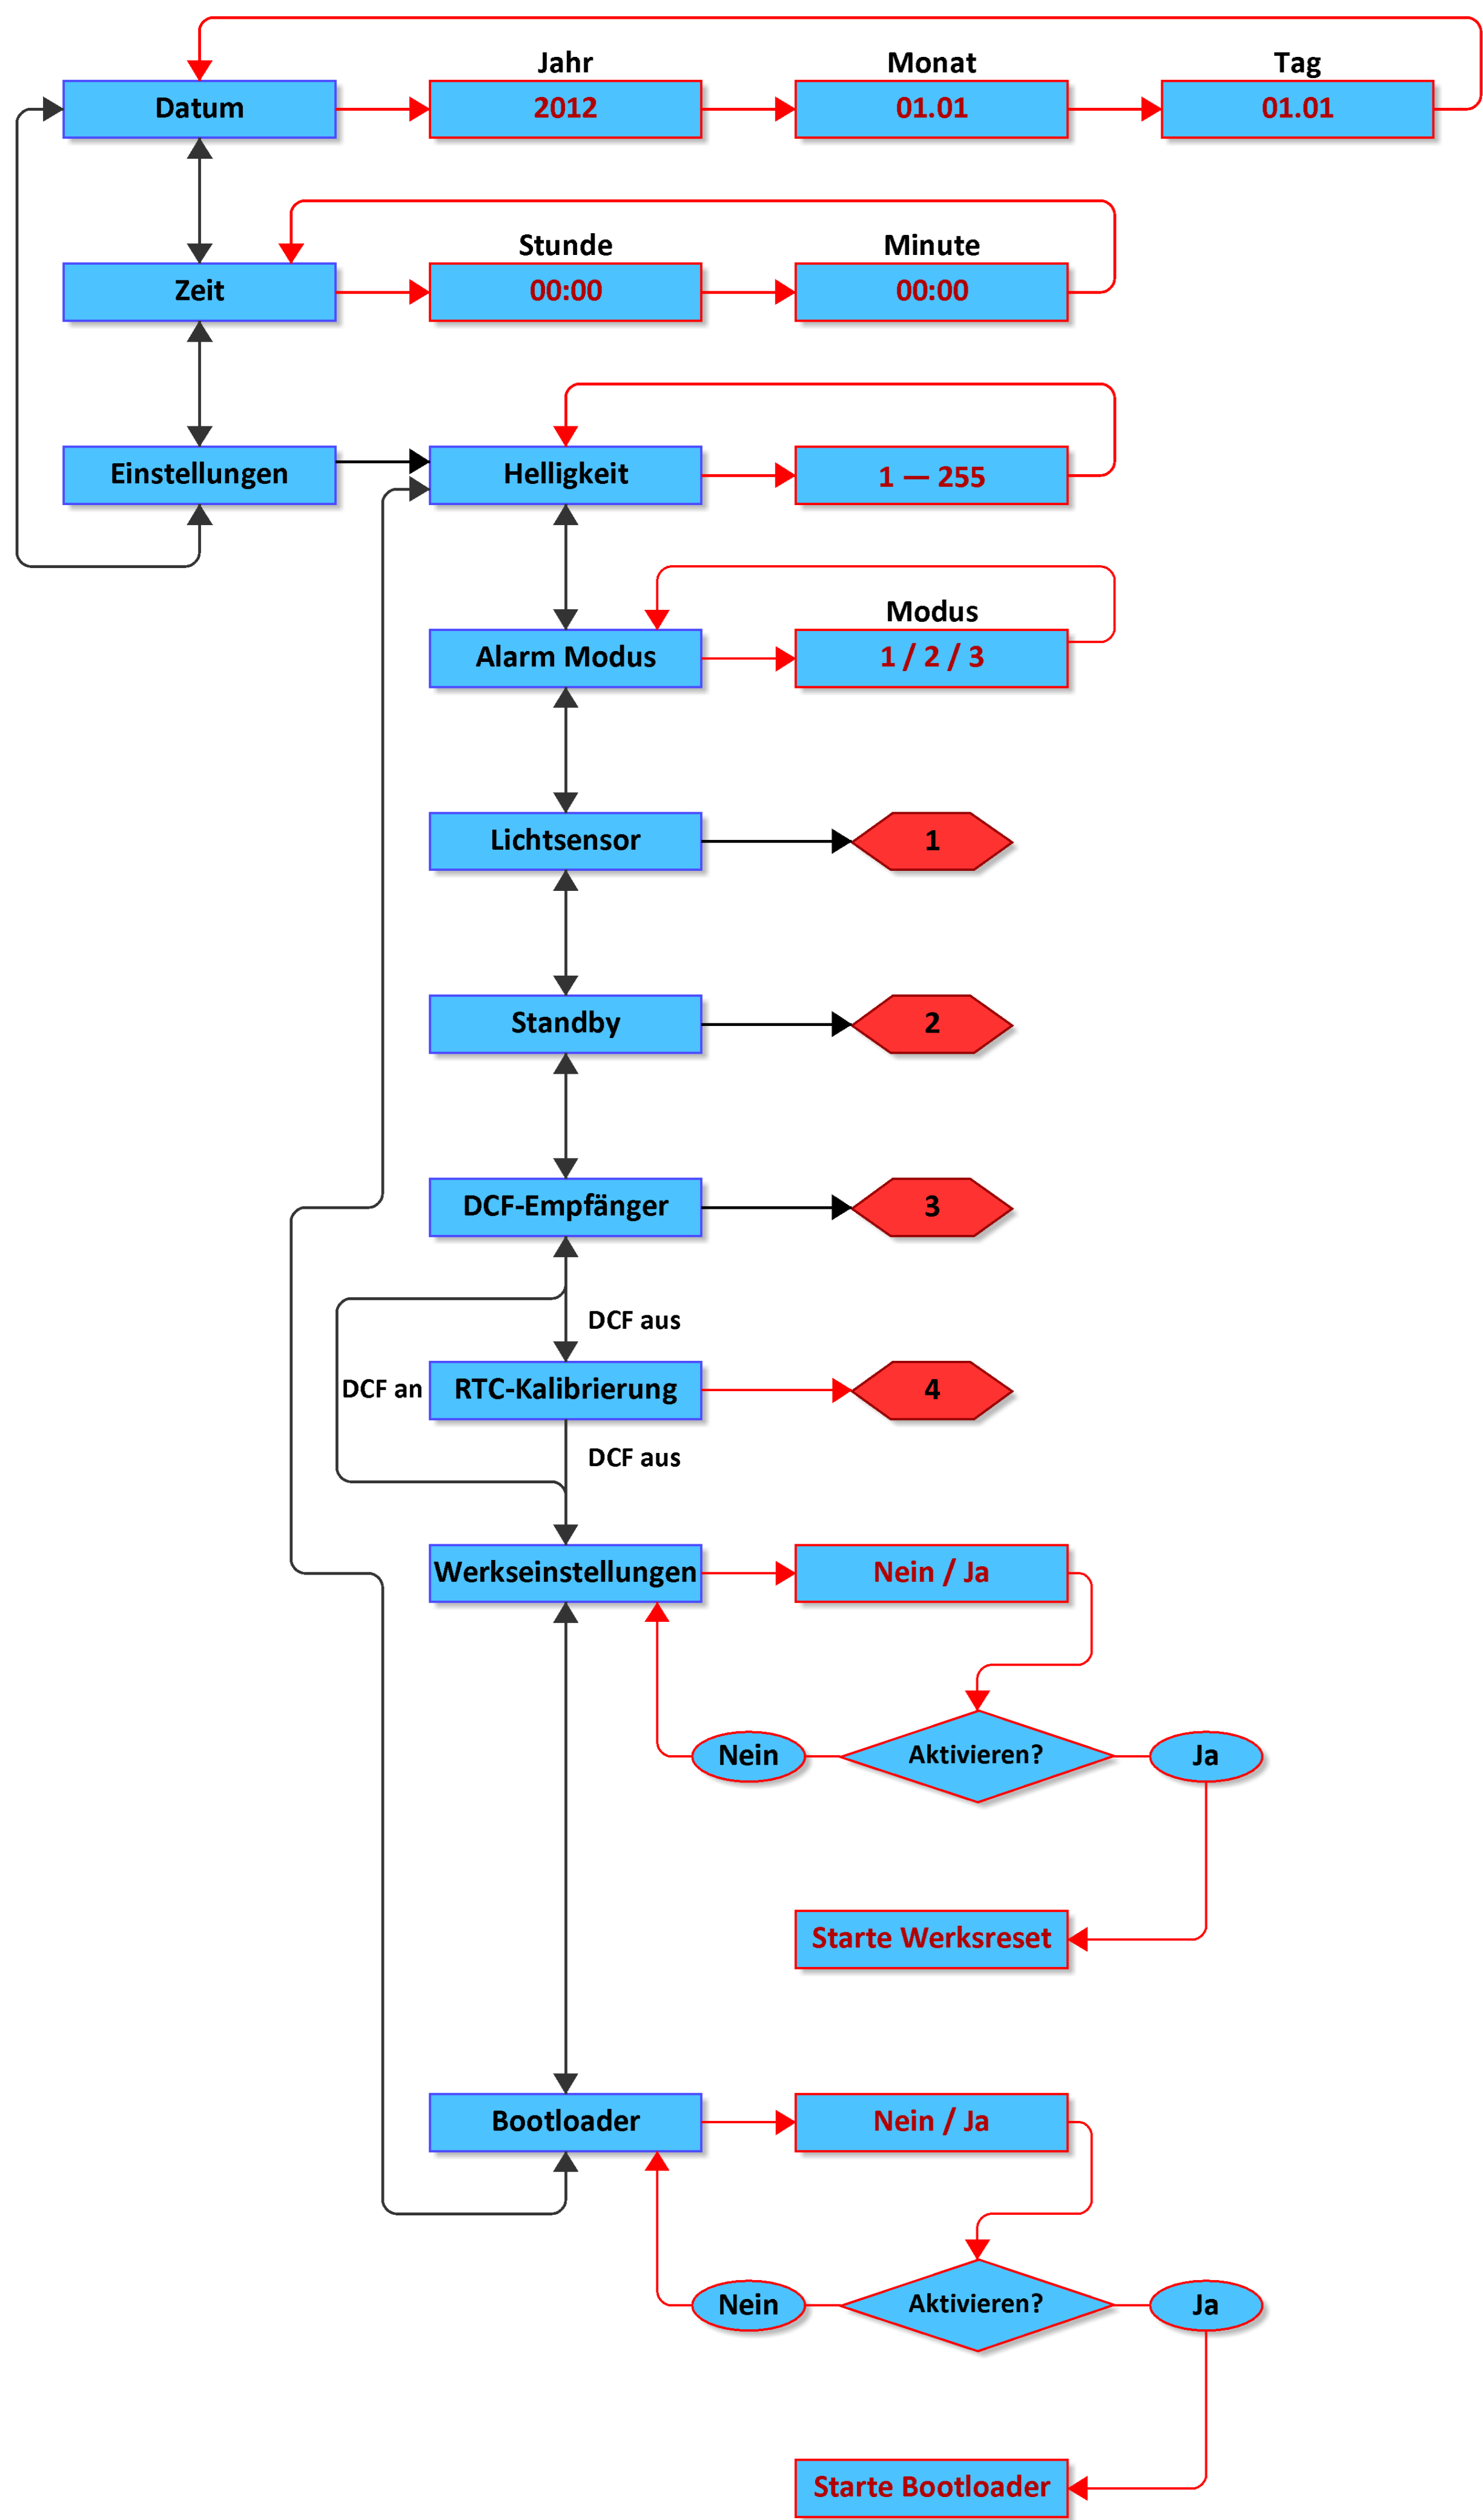 Jahr
Monat
Tag
Datum
2012
01.01
01.01
Stunde
Minute
Zeit
00:00
00:00
Einstellungen
Helligkeit
1 — 255
Modus
Alarm Modus
1 / 2 / 3
Lichtsensor
1
Standby
2
DCF-Empfänger
3
DCF aus
DCF an
RTC-Kalibrierung
4
DCF aus
Werkseinstellungen
Nein / Ja
Nein
Aktivieren?
Ja
Starte Werksreset
Bootloader
Nein / Ja
Nein
Aktivieren?
Ja
Starte Bootloader